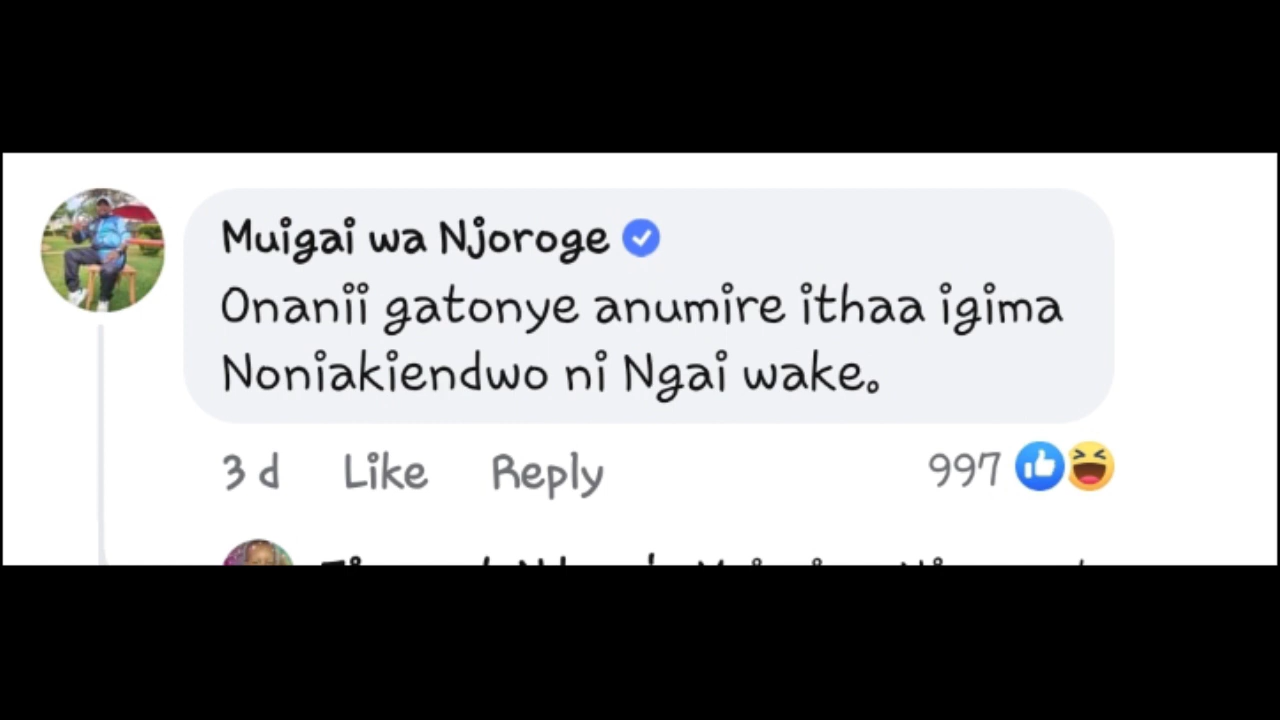 Muigai wa Njoroge
Onanii gatonye anumire ithaa igima
Noniakiendwo ni Ngai wake.
3 d Like Reply 997